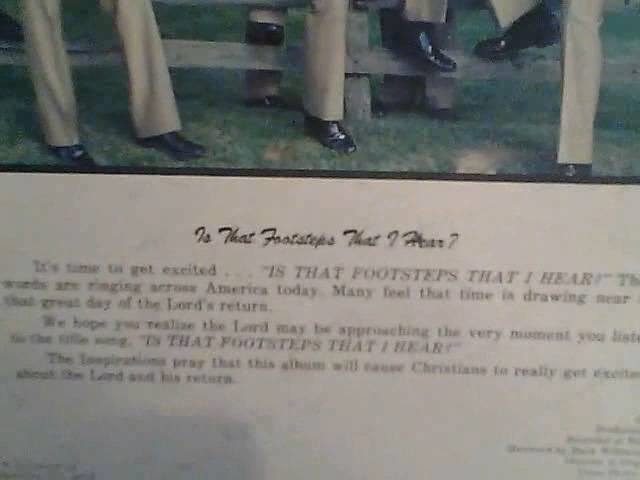 Is That Footsteps That I Hear?
It's time to get excited . . . "IS THAT FOOTSTEPS THAT I HEAR?"
words are ringing across America today. Many feel that time is drawing near
that great day of the Lord's return.
We hope you realize the Lord may be approaching the very moment you
to the title song, "IS THAT FOOTSTEPS THAT I HEAR?"
The Inspirations pray that this album will cause Christians to really get
about the Lord and his return.